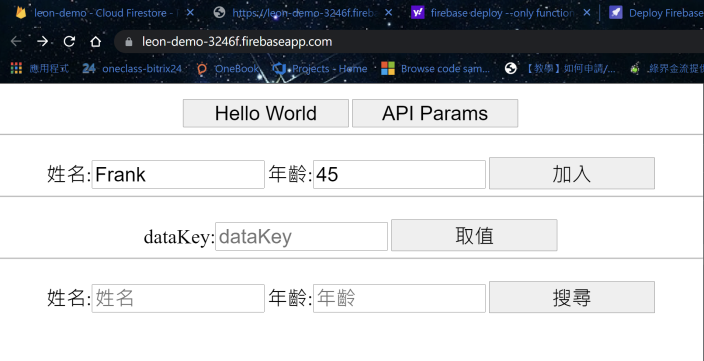 leon-demo - Cloud Firestore -
https://leon-demo-3246f.fireb
firebase deploy --only function
Deploy Firebase
leon-demo-3246f.firebaseapp.com
應用程式 24 oneclass-bitrix24 OneBook Projects - Home Browse code sam... 【教學】如何申請/... 綠界金流提供
Hello World API Params
姓名: Frank 年齡: 45 加入
dataKey: dataKey 取值
姓名: 姓名 年齡: 年齡 搜尋